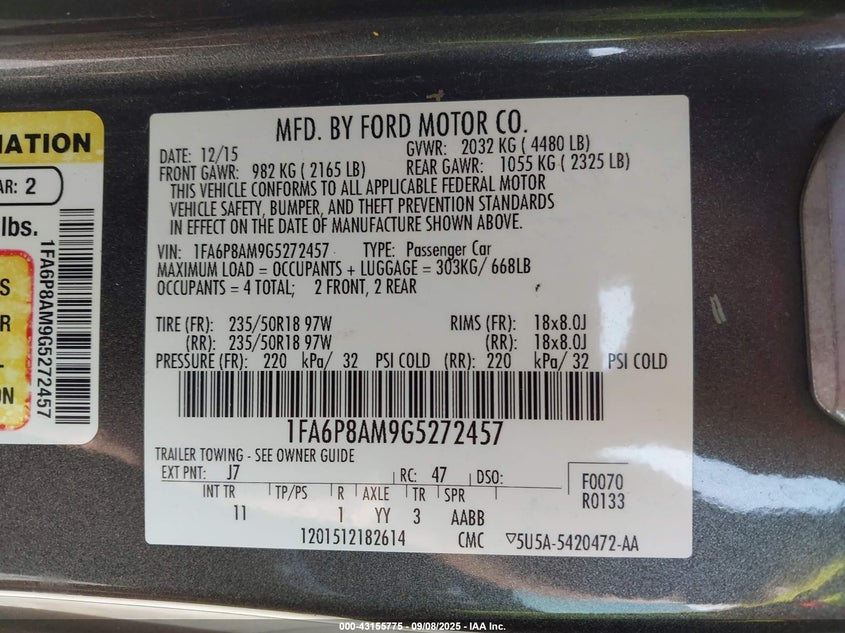 MFD. BY FORD MOTOR CO.
DATE: 12/15 GVWR: 2032 KG ( 4480 LB)
FRONT GAWR: 982 KG ( 2165 LB) REAR GAWR: 1055 KG ( 2325 LB)
THIS VEHICLE CONFORMS TO ALL APPLICABLE FEDERAL MOTOR
VEHICLE SAFETY, BUMPER, AND THEFT PREVENTION STANDARDS
IN EFFECT ON THE DATE OF MANUFACTURE SHOWN ABOVE.
VIN: 1FA6P8AM9G5272457 TYPE: Passenger Car
MAXIMUM LOAD = OCCUPANTS + LUGGAGE = 303KG/ 668LB
OCCUPANTS = 4 TOTAL; 2 FRONT, 2 REAR
TIRE (FR): 235/50R18 97W RIMS (FR): 18x8.0J
(RR): 235/50R18 97W (RR): 18x8.0J
PRESSURE (FR): 220 kPa/ 32 PSI COLD (RR): 220 kPa/ 32 PSI COLD
1FA6P8AM9G5272457
TRAILER TOWING - SEE OWNER GUIDE
EXT PNT: J7 RC: 47 DSO:
F0070
R0133
INT TR TP/PS R AXLE TR SPR
11 1 YY 3 AABB
1201512182614 CMC ▽5U5A-5420472-AA
MATION
AR: 2
lbs.
1FA6P8AM9G5272457
S
R
-
ON
000-43155775 - 09/08/2025 - IAA Inc.